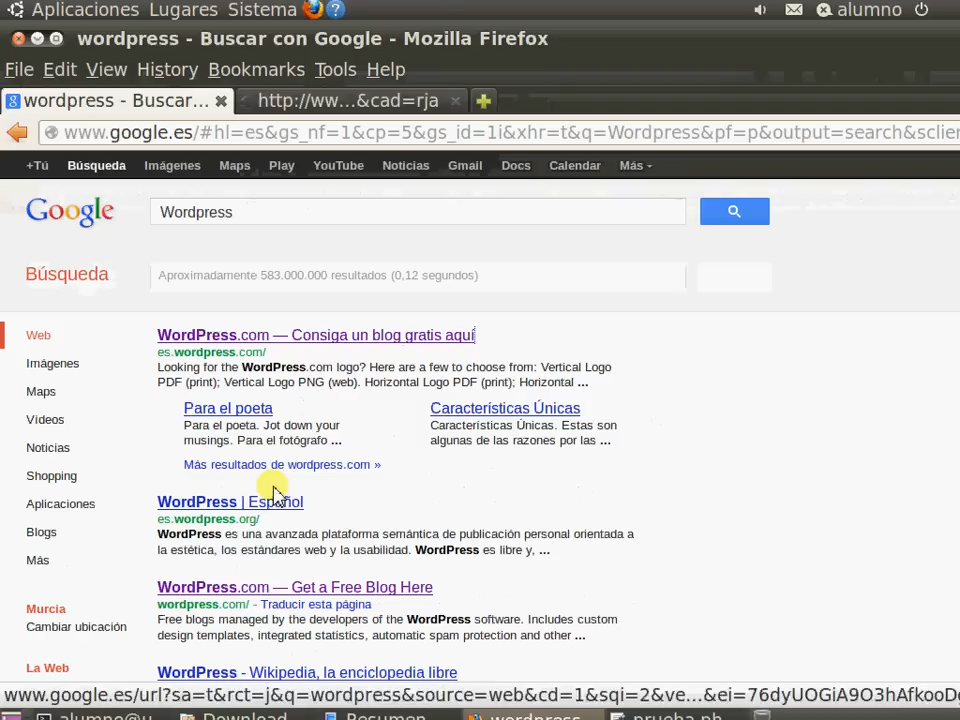 Aplicaciones Lugares Sistema alumno
wordpress - Buscar con Google - Mozilla Firefox
File Edit View History Bookmarks Tools Help
wordpress - Buscar... http://ww...&cad=rja
www.google.es/#hl=es&gs_nf=1&cp=5&gs_id=1i&xhr=t&q=Wordpress&pf=p&output=search&sclien
+Tú Búsqueda Imágenes Maps Play YouTube Noticias Gmail Docs Calendar Más
Google Wordpress
Búsqueda Aproximadamente 583.000.000 resultados (0,12 segundos)
Web
Imágenes
Maps
Vídeos
Noticias
Shopping
Aplicaciones
Blogs
Más
Murcia
Cambiar ubicación
La Web
WordPress.com — Consiga un blog gratis aquí
es.wordpress.com/
Looking for the WordPress.com logo? Here are a few to choose from: Vertical Logo
PDF (print); Vertical Logo PNG (web). Horizontal Logo PDF (print); Horizontal ...
Para el poeta
Para el poeta. Jot down your
musings. Para el fotógrafo ...
Características Únicas
Características Únicas. Estas son
algunas de las razones por las ...
Más resultados de wordpress.com »
WordPress | Español
es.wordpress.org/
WordPress es una avanzada plataforma semántica de publicación personal orientada a
la estética, los estándares web y la usabilidad. WordPress es libre y, ...
WordPress.com — Get a Free Blog Here
wordpress.com/ - Traducir esta página
Free blogs managed by the developers of the WordPress software. Includes custom
design templates, integrated statistics, automatic spam protection and other ...
WordPress - Wikipedia, la enciclopedia libre
www.google.es/url?sa=t&rct=j&q=wordpress&source=web&cd=1&sqi=2&ve...&ei=76dyUOGiA9O3hAfkooD
alumno@u Download Resumen wordpress prueba.ph